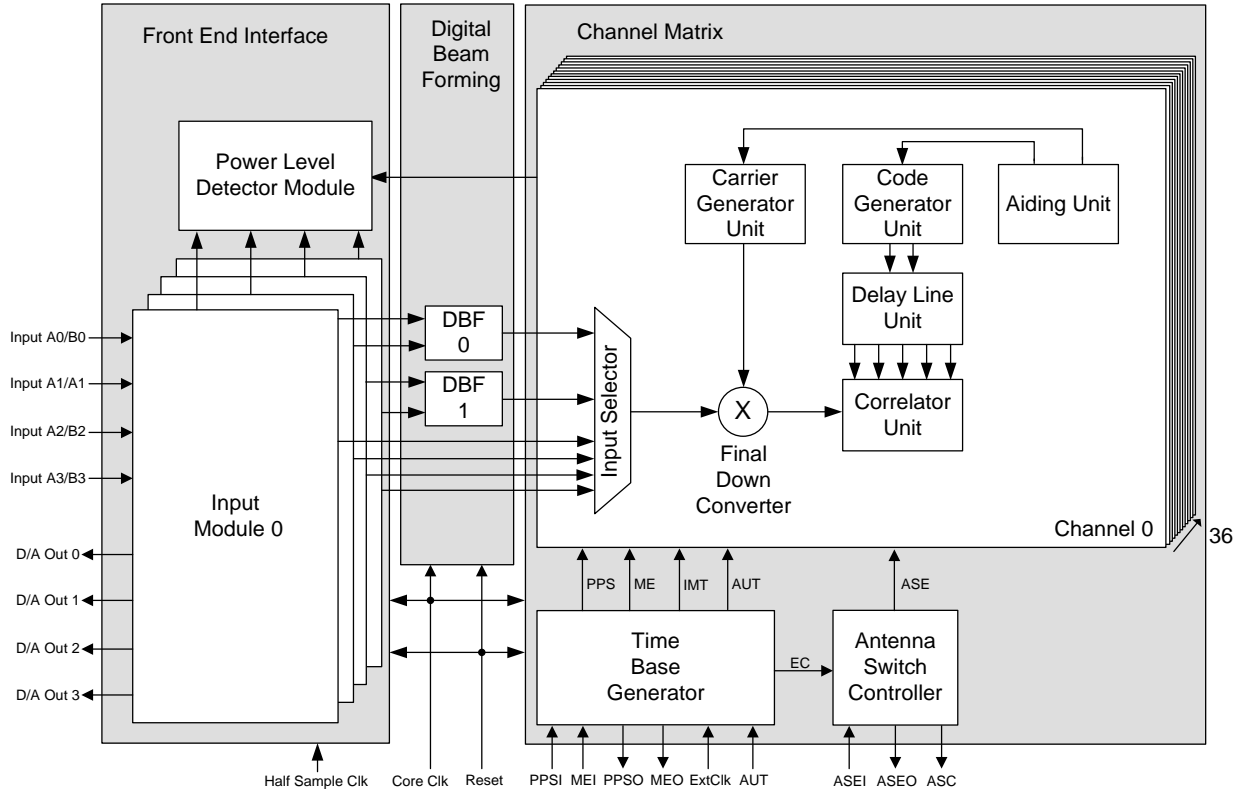 Front End Interface
Digital
Beam
Forming
Channel Matrix
Power Level
Detector Module
Carrier
Generator
Unit
Code
Generator
Unit
Aiding Unit
Delay Line
Unit
DBF
0
DBF
1
Input Selector
X
Final
Down
Converter
Correlator
Unit
Input A0/B0
Input A1/A1
Input A2/B2
Input A3/B3
Input
Module 0
D/A Out 0
D/A Out 1
D/A Out 2
D/A Out 3
Channel 0
36
PPS
ME
IMT
AUT
ASE
Time
Base
Generator
EC
Antenna
Switch
Controller
Half Sample Clk
Core Clk
Reset
PPSI
MEI
PPSO
MEO
ExtClk
AUT
ASEI
ASEO
ASC